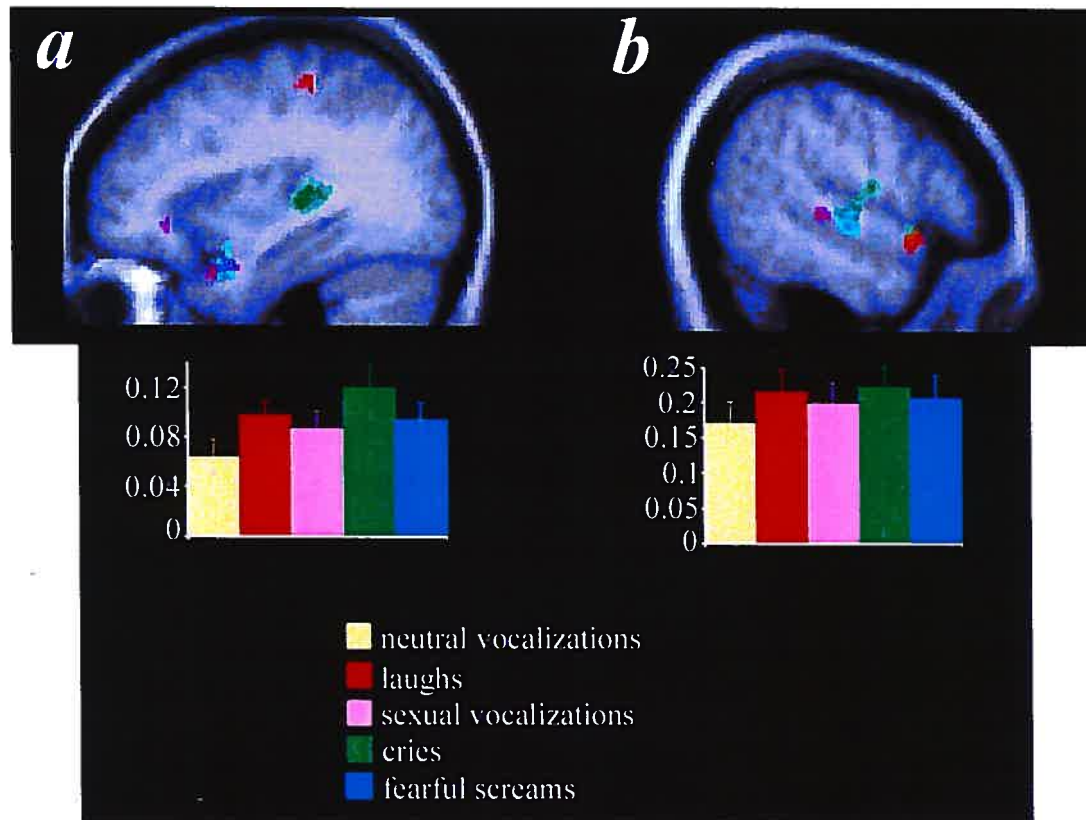 a
b
0.12
0.08
0.04
0
0.25
0.2
0.15
0.1
0.05
0
neutral vocalizations
laughs
sexual vocalizations
cries
fearful screams